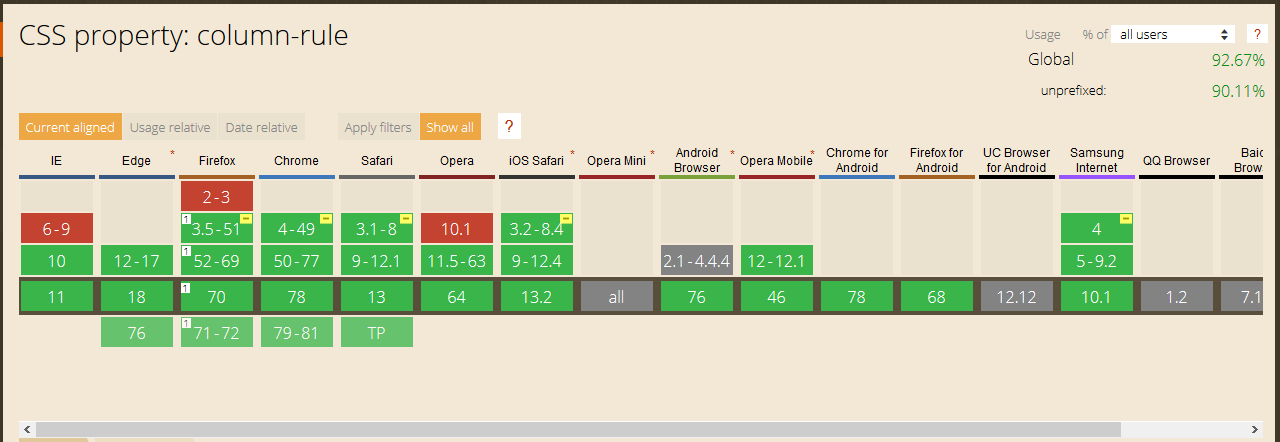 CSS property: column-rule
Usage % of all users ?
Global 92.67%
unprefixed: 90.11%
Current aligned Usage relative Date relative Apply filters Show all ?
IE Edge * Firefox Chrome Safari Opera iOS Safari * Opera Mini * Android Browser * Opera Mobile * Chrome for Android Firefox for Android UC Browser for Android Samsung Internet QQ Browser Baid Brows
2-3
6-9 1 3.5-51 4-49 3.1-8 10.1 3.2-8.4 4
10 12-17 1 52-69 50-77 9-12.1 11.5-63 9-12.4 2.1-4.4.4 12-12.1 5-9.2
11 18 1 70 78 13 64 13.2 all 76 46 78 68 12.12 10.1 1.2 7.1
76 1 71-72 79-81 TP